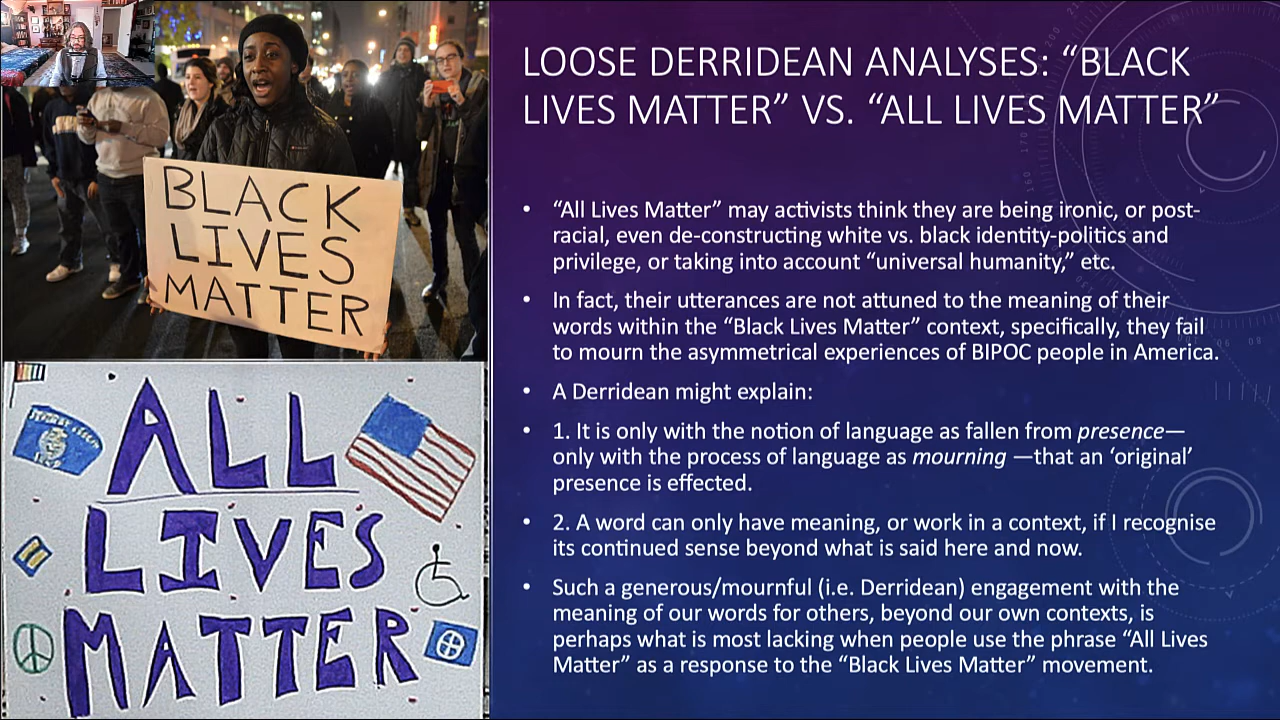 BLACK
LIVES
MATTER
ALL
LIVES
MATTER
LOOSE DERRIDEAN ANALYSES: “BLACK
LIVES MATTER” VS. “ALL LIVES MATTER”
• “All Lives Matter” may activists think they are being ironic, or post-
racial, even de-constructing white vs. black identity-politics and
privilege, or taking into account “universal humanity,” etc.
• In fact, their utterances are not attuned to the meaning of their
words within the “Black Lives Matter” context, specifically, they fail
to mourn the asymmetrical experiences of BIPOC people in America.
• A Derridean might explain:
• 1. It is only with the notion of language as fallen from presence—
only with the process of language as mourning —that an ‘original’
presence is effected.
• 2. A word can only have meaning, or work in a context, if I recognise
its continued sense beyond what is said here and now.
• Such a generous/mournful (i.e. Derridean) engagement with the
meaning of our words for others, beyond our own contexts, is
perhaps what is most lacking when people use the phrase “All Lives
Matter” as a response to the “Black Lives Matter” movement.